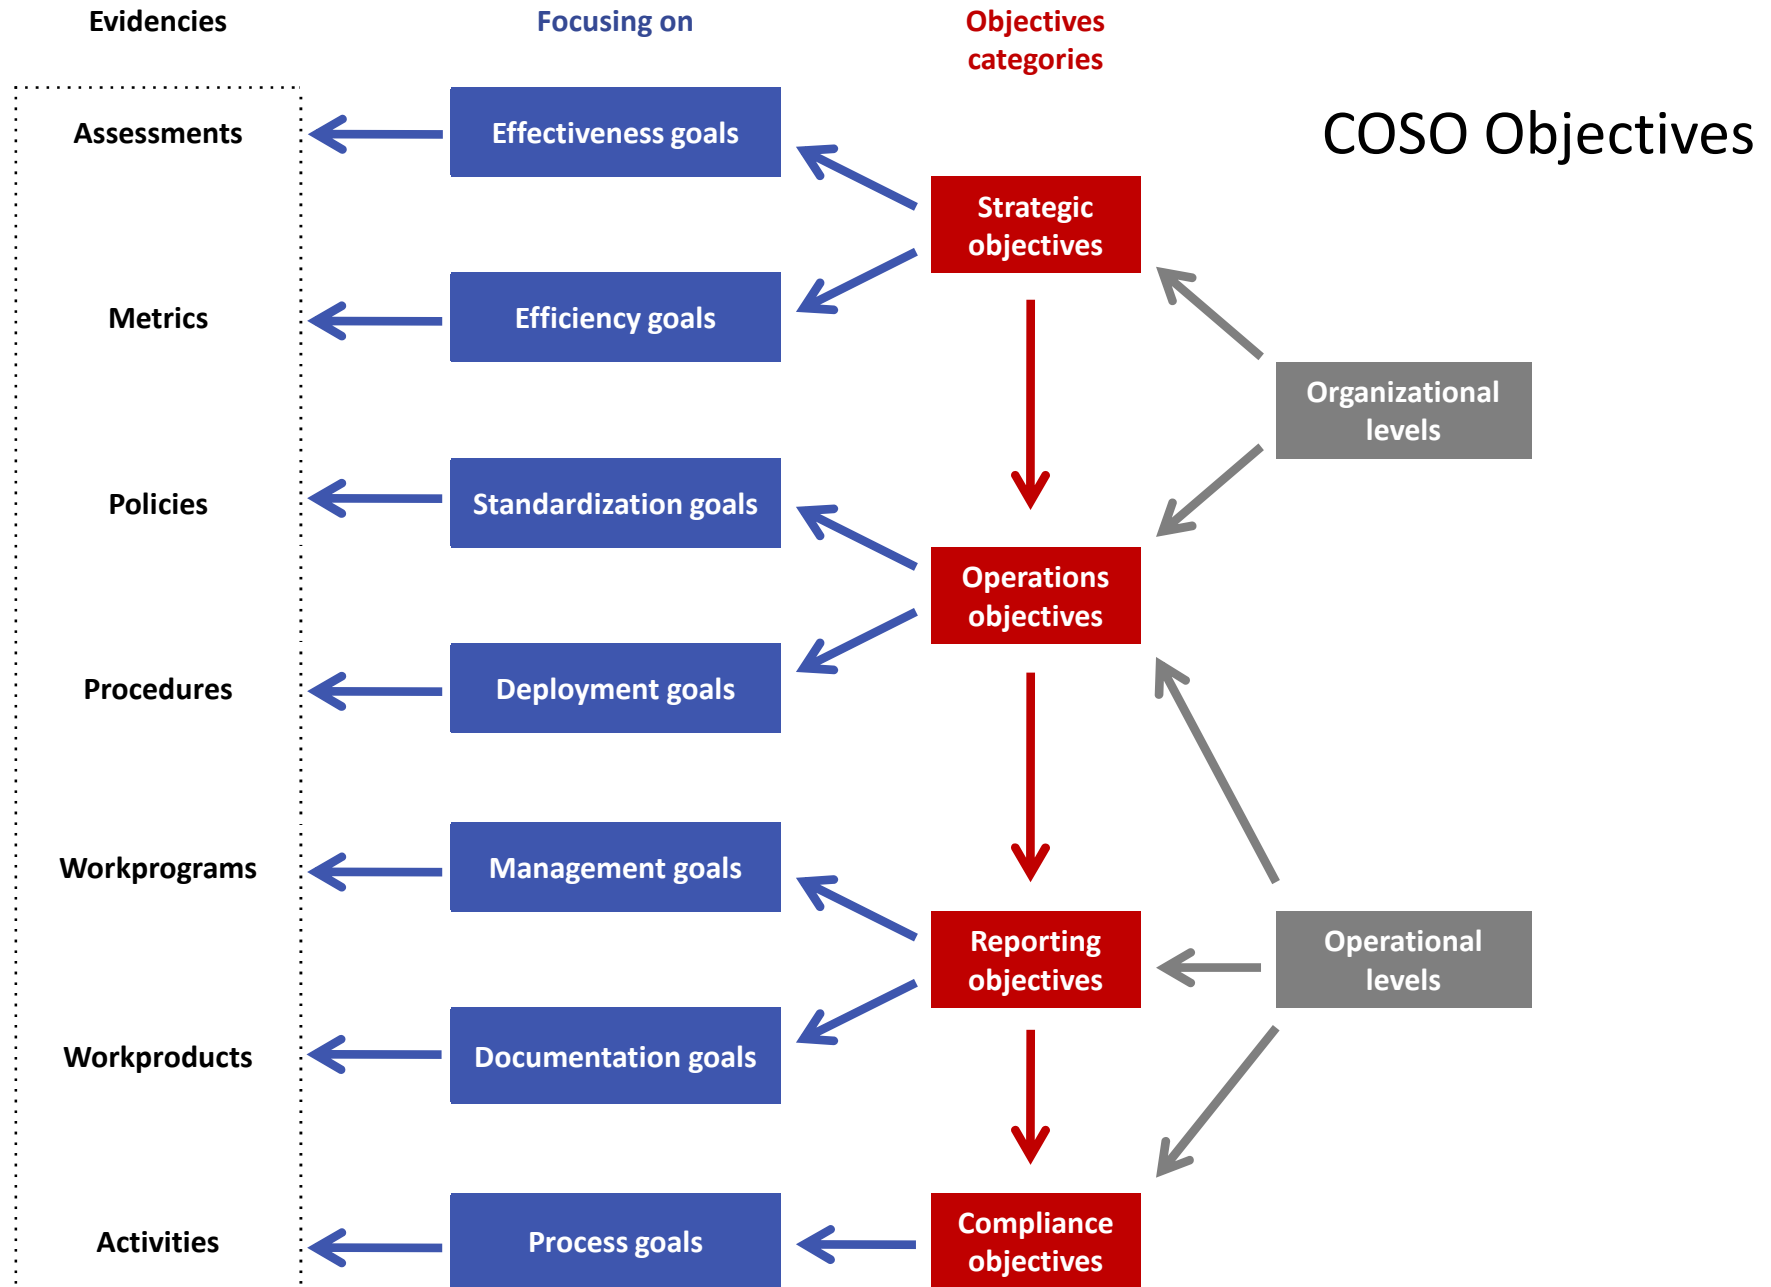 Evidencies
Focusing on
Objectives
categories
COSO Objectives
Assessments
Effectiveness goals
Strategic
objectives
Metrics
Efficiency goals
Organizational
levels
Policies
Standardization goals
Operations
objectives
Procedures
Deployment goals
Workprograms
Management goals
Reporting
objectives
Operational
levels
Workproducts
Documentation goals
Activities
Process goals
Compliance
objectives